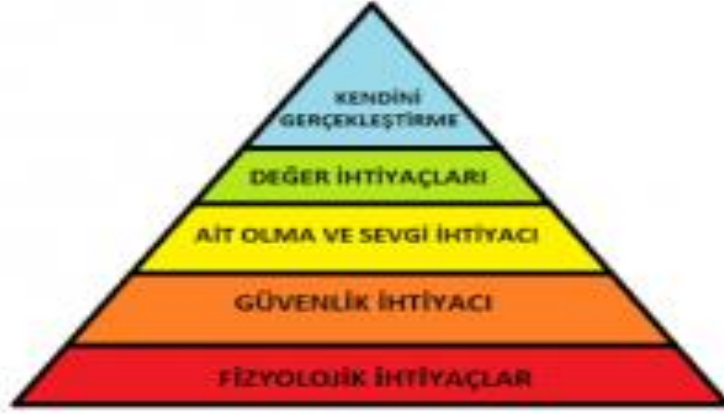 KENDİNİ
GERÇEKLEŞTİRME
DEĞER İHTİYAÇLARI
AİT OLMA VE SEVGİ İHTİYACI
GÜVENLİK İHTİYACI
FİZYOLOJİK İHTİYAÇLAR